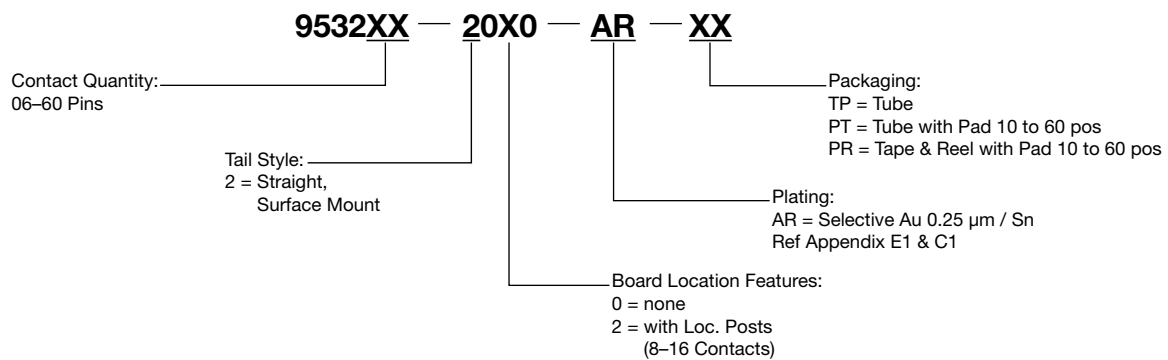 9532XX — 20X0 — AR — XX
Contact Quantity:
06–60 Pins
Packaging:
TP = Tube
PT = Tube with Pad 10 to 60 pos
PR = Tape & Reel with Pad 10 to 60 pos
Tail Style:
2 = Straight,
Surface Mount
Plating:
AR = Selective Au 0.25 µm / Sn
Ref Appendix E1 & C1
Board Location Features:
0 = none
2 = with Loc. Posts
(8–16 Contacts)